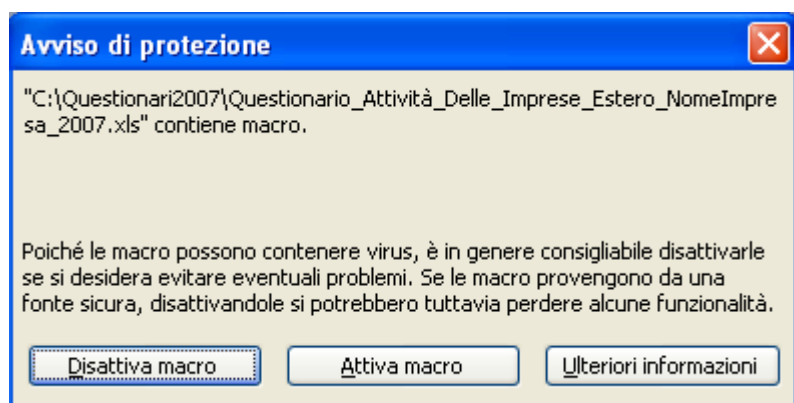 Avviso di protezione
"C:\Questionari2007\Questionario_Attività_Delle_Imprese_Estero_NomeImpre
sa_2007.xls" contiene macro.
Poiché le macro possono contenere virus, è in genere consigliabile disattivarle
se si desidera evitare eventuali problemi. Se le macro provengono da una
fonte sicura, disattivandole si potrebbero tuttavia perdere alcune funzionalità.
Disattiva macro Attiva macro Ulteriori informazioni